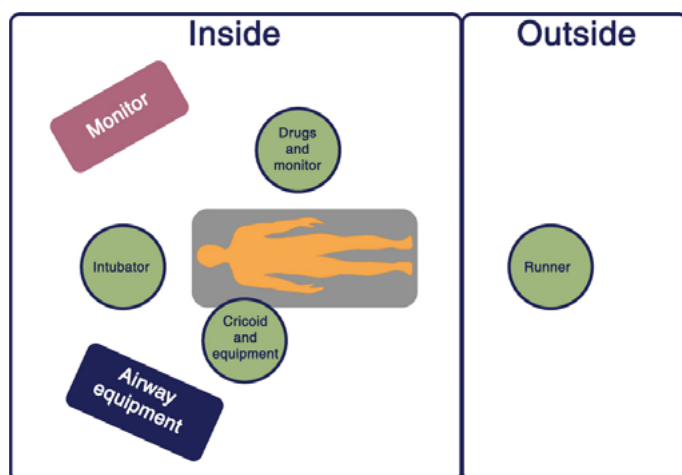 Inside
Outside
Monitor
Drugs
and
monitor
Intubator
Runner
Cricoid
and
equipment
Airway
equipment